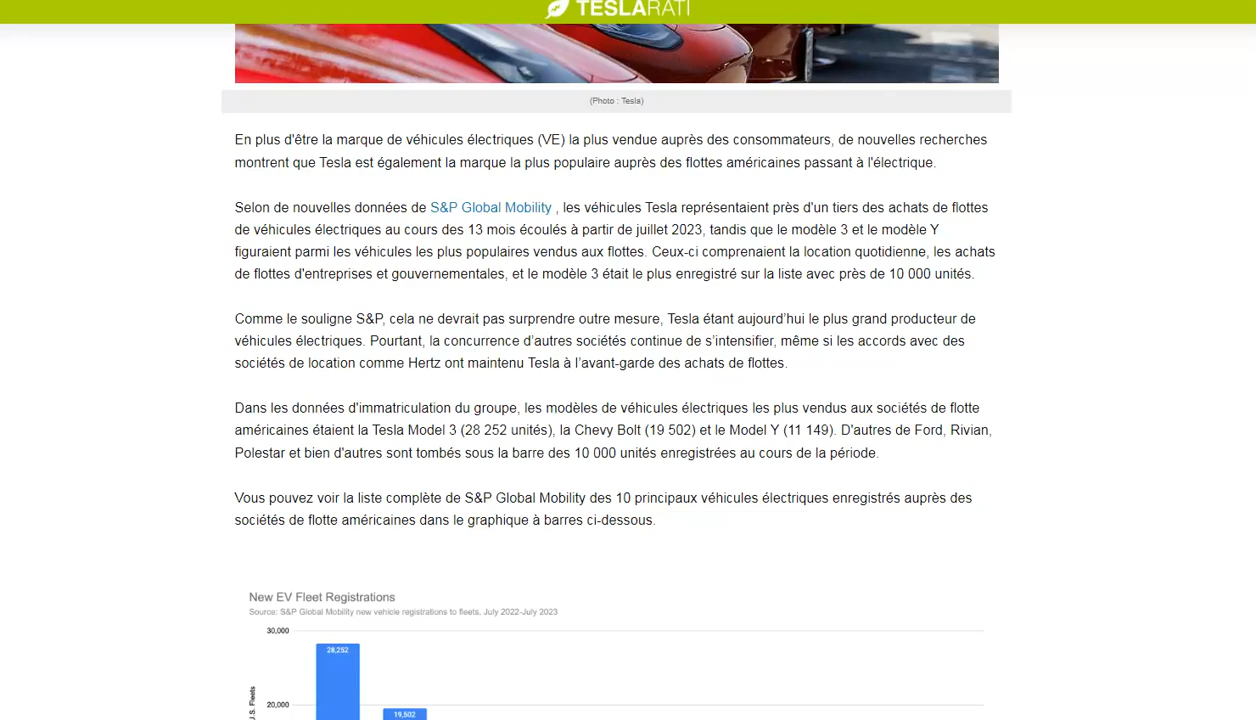 TESLARATI
(Photo : Tesla)
En plus d'être la marque de véhicules électriques (VE) la plus vendue auprès des consommateurs, de nouvelles recherches
montrent que Tesla est également la marque la plus populaire auprès des flottes américaines passant à l'électrique.
Selon de nouvelles données de S&P Global Mobility , les véhicules Tesla représentaient près d'un tiers des achats de flottes
de véhicules électriques au cours des 13 mois écoulés à partir de juillet 2023, tandis que le modèle 3 et le modèle Y
figuraient parmi les véhicules les plus populaires vendus aux flottes. Ceux-ci comprenaient la location quotidienne, les achats
de flottes d'entreprises et gouvernementales, et le modèle 3 était le plus enregistré sur la liste avec près de 10 000 unités.
Comme le souligne S&P, cela ne devrait pas surprendre outre mesure, Tesla étant aujourd’hui le plus grand producteur de
véhicules électriques. Pourtant, la concurrence d’autres sociétés continue de s’intensifier, même si les accords avec des
sociétés de location comme Hertz ont maintenu Tesla à l’avant-garde des achats de flottes.
Dans les données d'immatriculation du groupe, les modèles de véhicules électriques les plus vendus aux sociétés de flotte
américaines étaient la Tesla Model 3 (28 252 unités), la Chevy Bolt (19 502) et le Model Y (11 149). D'autres de Ford, Rivian,
Polestar et bien d'autres sont tombés sous la barre des 10 000 unités enregistrées au cours de la période.
Vous pouvez voir la liste complète de S&P Global Mobility des 10 principaux véhicules électriques enregistrés auprès des
sociétés de flotte américaines dans le graphique à barres ci-dessous.
New EV Fleet Registrations
Source: S&P Global Mobility new vehicle registrations to fleets, July 2022-July 2023
30,000
28,252
20,000
19,502
U.S. Fleets